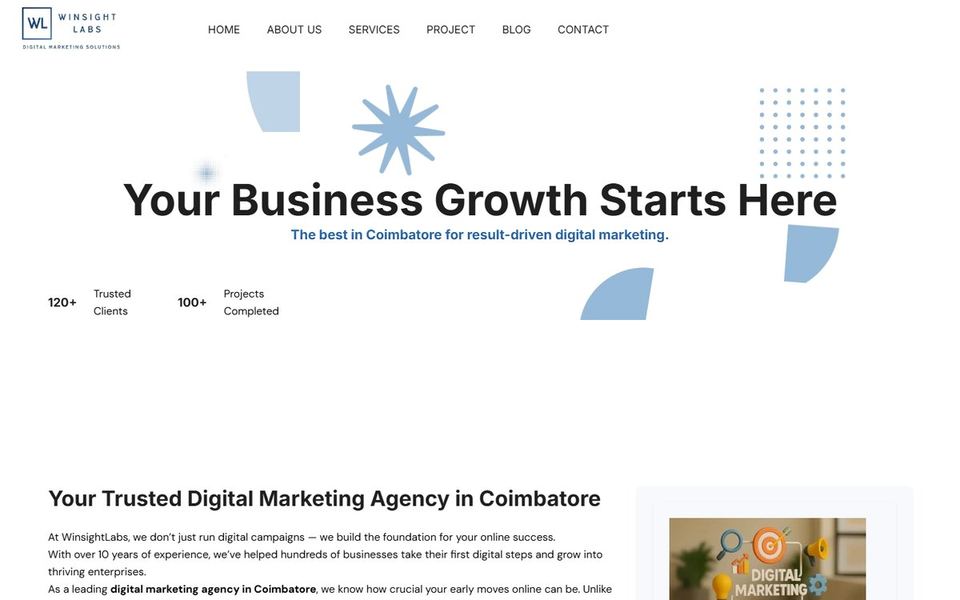 WL
WINSIGHT
LABS
DIGITAL MARKETING SOLUTIONS
HOME ABOUT US SERVICES PROJECT BLOG CONTACT
Your Business Growth Starts Here
The best in Coimbatore for result-driven digital marketing.
120+ Trusted Clients
100+ Projects Completed
Your Trusted Digital Marketing Agency in Coimbatore
At WinsightLabs, we don’t just run digital campaigns — we build the foundation for your online success.
With over 10 years of experience, we’ve helped hundreds of businesses take their first digital steps and grow into
thriving enterprises.
As a leading digital marketing agency in Coimbatore, we know how crucial your early moves online can be. Unlike
DIGITAL
MARKETING